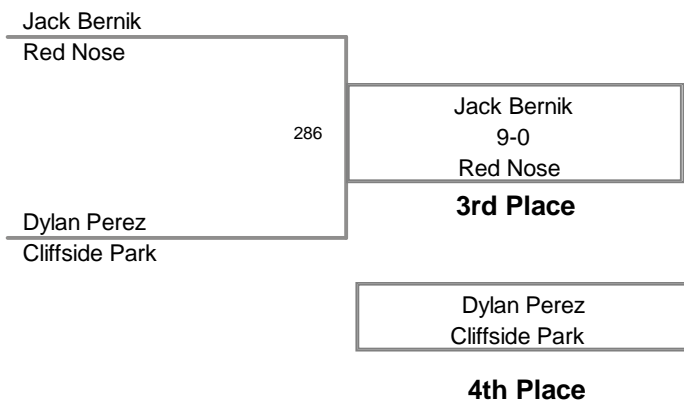 Jack Bernik
Red Nose
286
Jack Bernik
9-0
Red Nose
3rd Place
Dylan Perez
Cliffside Park
Dylan Perez
Cliffside Park
4th Place